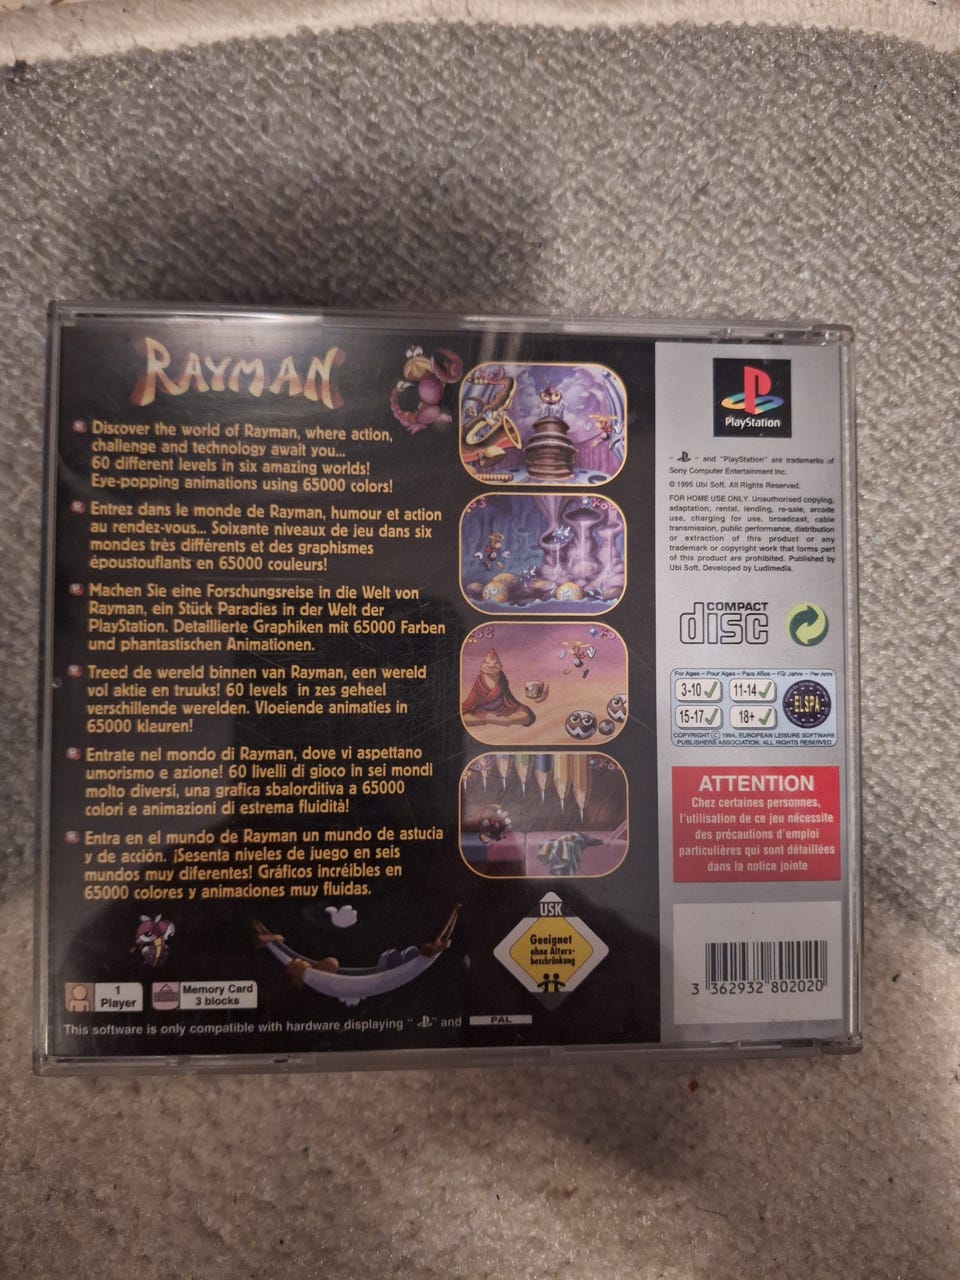 RAYMAN
Discover the world of Rayman, where action,
challenge and technology await you...
60 different levels in six amazing worlds!
Eye-popping animations using 65000 colors!
Entrez dans le monde de Rayman, humour et action
au rendez-vous... Soixante niveaux de jeu dans six
mondes très différents et des graphismes
époustouflants en 65000 couleurs!
Machen Sie eine Forschungsreise in die Welt von
Rayman, ein Stück Paradies in der Welt der
PlayStation. Detaillierte Graphiken mit 65000 Farben
und phantastischen Animationen.
Treed de wereld binnen van Rayman, een wereld
vol aktie en truuks! 60 levels in zes geheel
verschillende werelden. Vloeiende animaties in
65000 kleuren!
Entrate nel mondo di Rayman, dove vi aspettano
umorismo e azione! 60 livelli di gioco in sei mondi
molto diversi, una grafica sbalorditiva a 65000
colori e animazioni di estrema fluidità!
Entra en el mundo de Rayman un mundo de astucia
y de acción. ¡Sesenta niveles de juego en seis
mundos muy diferentes! Gráficos incréibles en
65000 colores y animaciones muy fluidas.
1
Player
Memory Card
3 blocks
This software is only compatible with hardware displaying " " and PAL
USK
Geeignet
ohne Alters-
beschränkung
PlayStation
" " and "PlayStation" are trademarks of
Sony Computer Entertainment Inc.
© 1995 Ubi Soft. All Rights Reserved.
FOR HOME USE ONLY. Unauthorised copying,
adaptation, rental, lending, re-sale, arcade
use, charging for use, broadcast, cable
transmission, public performance, distribution
or extraction of this product or any
trademark or copyright work that forms part
of this product are prohibited. Published by
Ubi Soft. Developed by Ludimedia.
COMPACT
disc
For Ages - Pour Ages - Para Años - Für Jahre - Per Anni
3-10 11-14
15-17 18+
ELSPA
COPYRIGHT © 1994, EUROPEAN LEISURE SOFTWARE
PUBLISHERS ASSOCIATION. ALL RIGHTS RESERVED
ATTENTION
Chez certaines personnes,
l'utilisation de ce jeu nécessite
des précautions d'emploi
particulières qui sont détaillées
dans la notice jointe
3 362932 802020